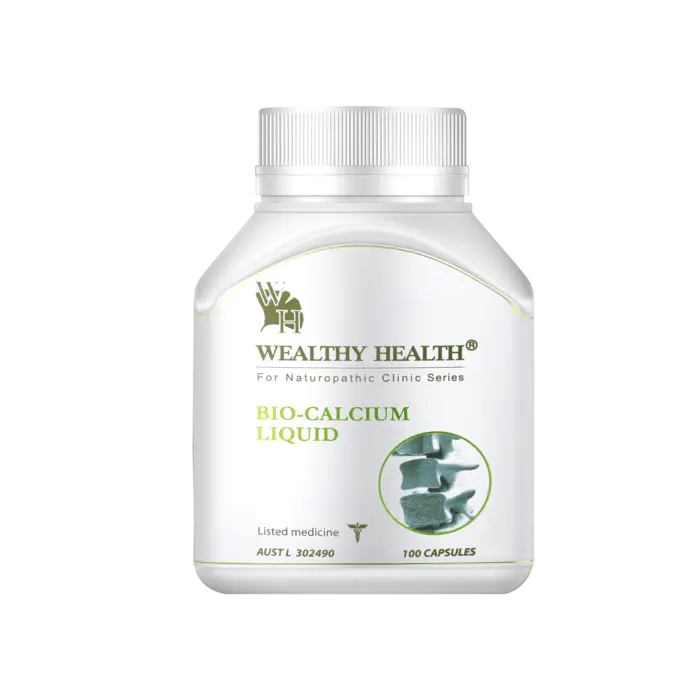 WH
WEALTHY HEALTH®
For Naturopathic Clinic Series
BIO-CALCIUM
LIQUID
Listed medicine
AUST L 302490
100 CAPSULES